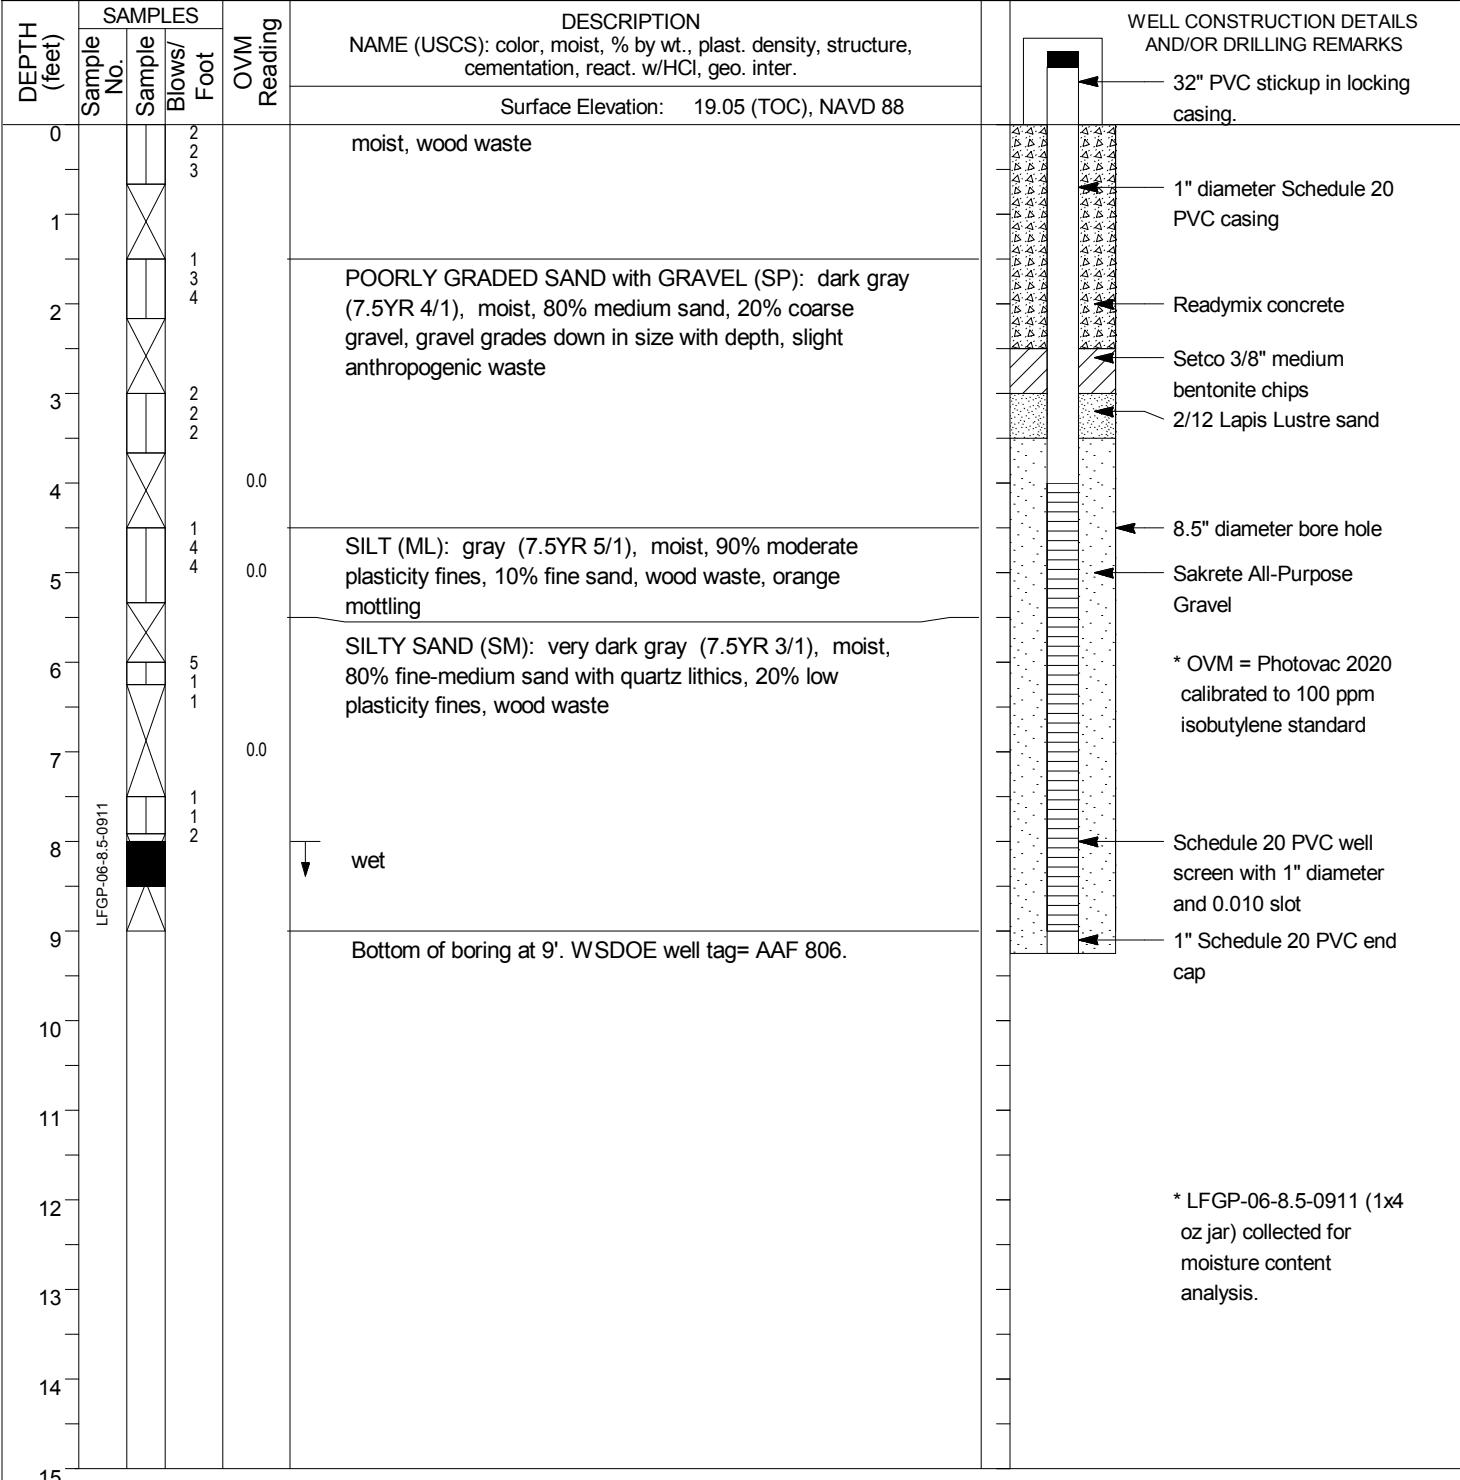 SAMPLES
DEPTH (feet)
Sample No.
Sample
Blows/ Foot
OVM Reading
DESCRIPTION
NAME (USCS): color, moist, % by wt., plast. density, structure,
cementation, react. w/HCl, geo. inter.
Surface Elevation: 19.05 (TOC), NAVD 88
WELL CONSTRUCTION DETAILS
AND/OR DRILLING REMARKS
32" PVC stickup in locking
casing.
0
2
2
3
moist, wood waste
1" diameter Schedule 20
PVC casing
1
1
3
4
POORLY GRADED SAND with GRAVEL (SP): dark gray
(7.5YR 4/1), moist, 80% medium sand, 20% coarse
gravel, gravel grades down in size with depth, slight
anthropogenic waste
2
Readymix concrete
Setco 3/8" medium
bentonite chips
2/12 Lapis Lustre sand
3
2
2
2
4
0.0
8.5" diameter bore hole
1
4
4
SILT (ML): gray (7.5YR 5/1), moist, 90% moderate
plasticity fines, 10% fine sand, wood waste, orange
mottling
5
0.0
Sakrete All-Purpose
Gravel
SILTY SAND (SM): very dark gray (7.5YR 3/1), moist,
80% fine-medium sand with quartz lithics, 20% low
plasticity fines, wood waste
6
5
1
1
* OVM = Photovac 2020
calibrated to 100 ppm
isobutylene standard
7
0.0
1
1
2
8
LFGP-06-8.5-0911
wet
Schedule 20 PVC well
screen with 1" diameter
and 0.010 slot
9
Bottom of boring at 9'. WSDOE well tag= AAF 806.
1" Schedule 20 PVC end
cap
10
11
12
* LFGP-06-8.5-0911 (1x4
oz jar) collected for
moisture content
analysis.
13
14
15